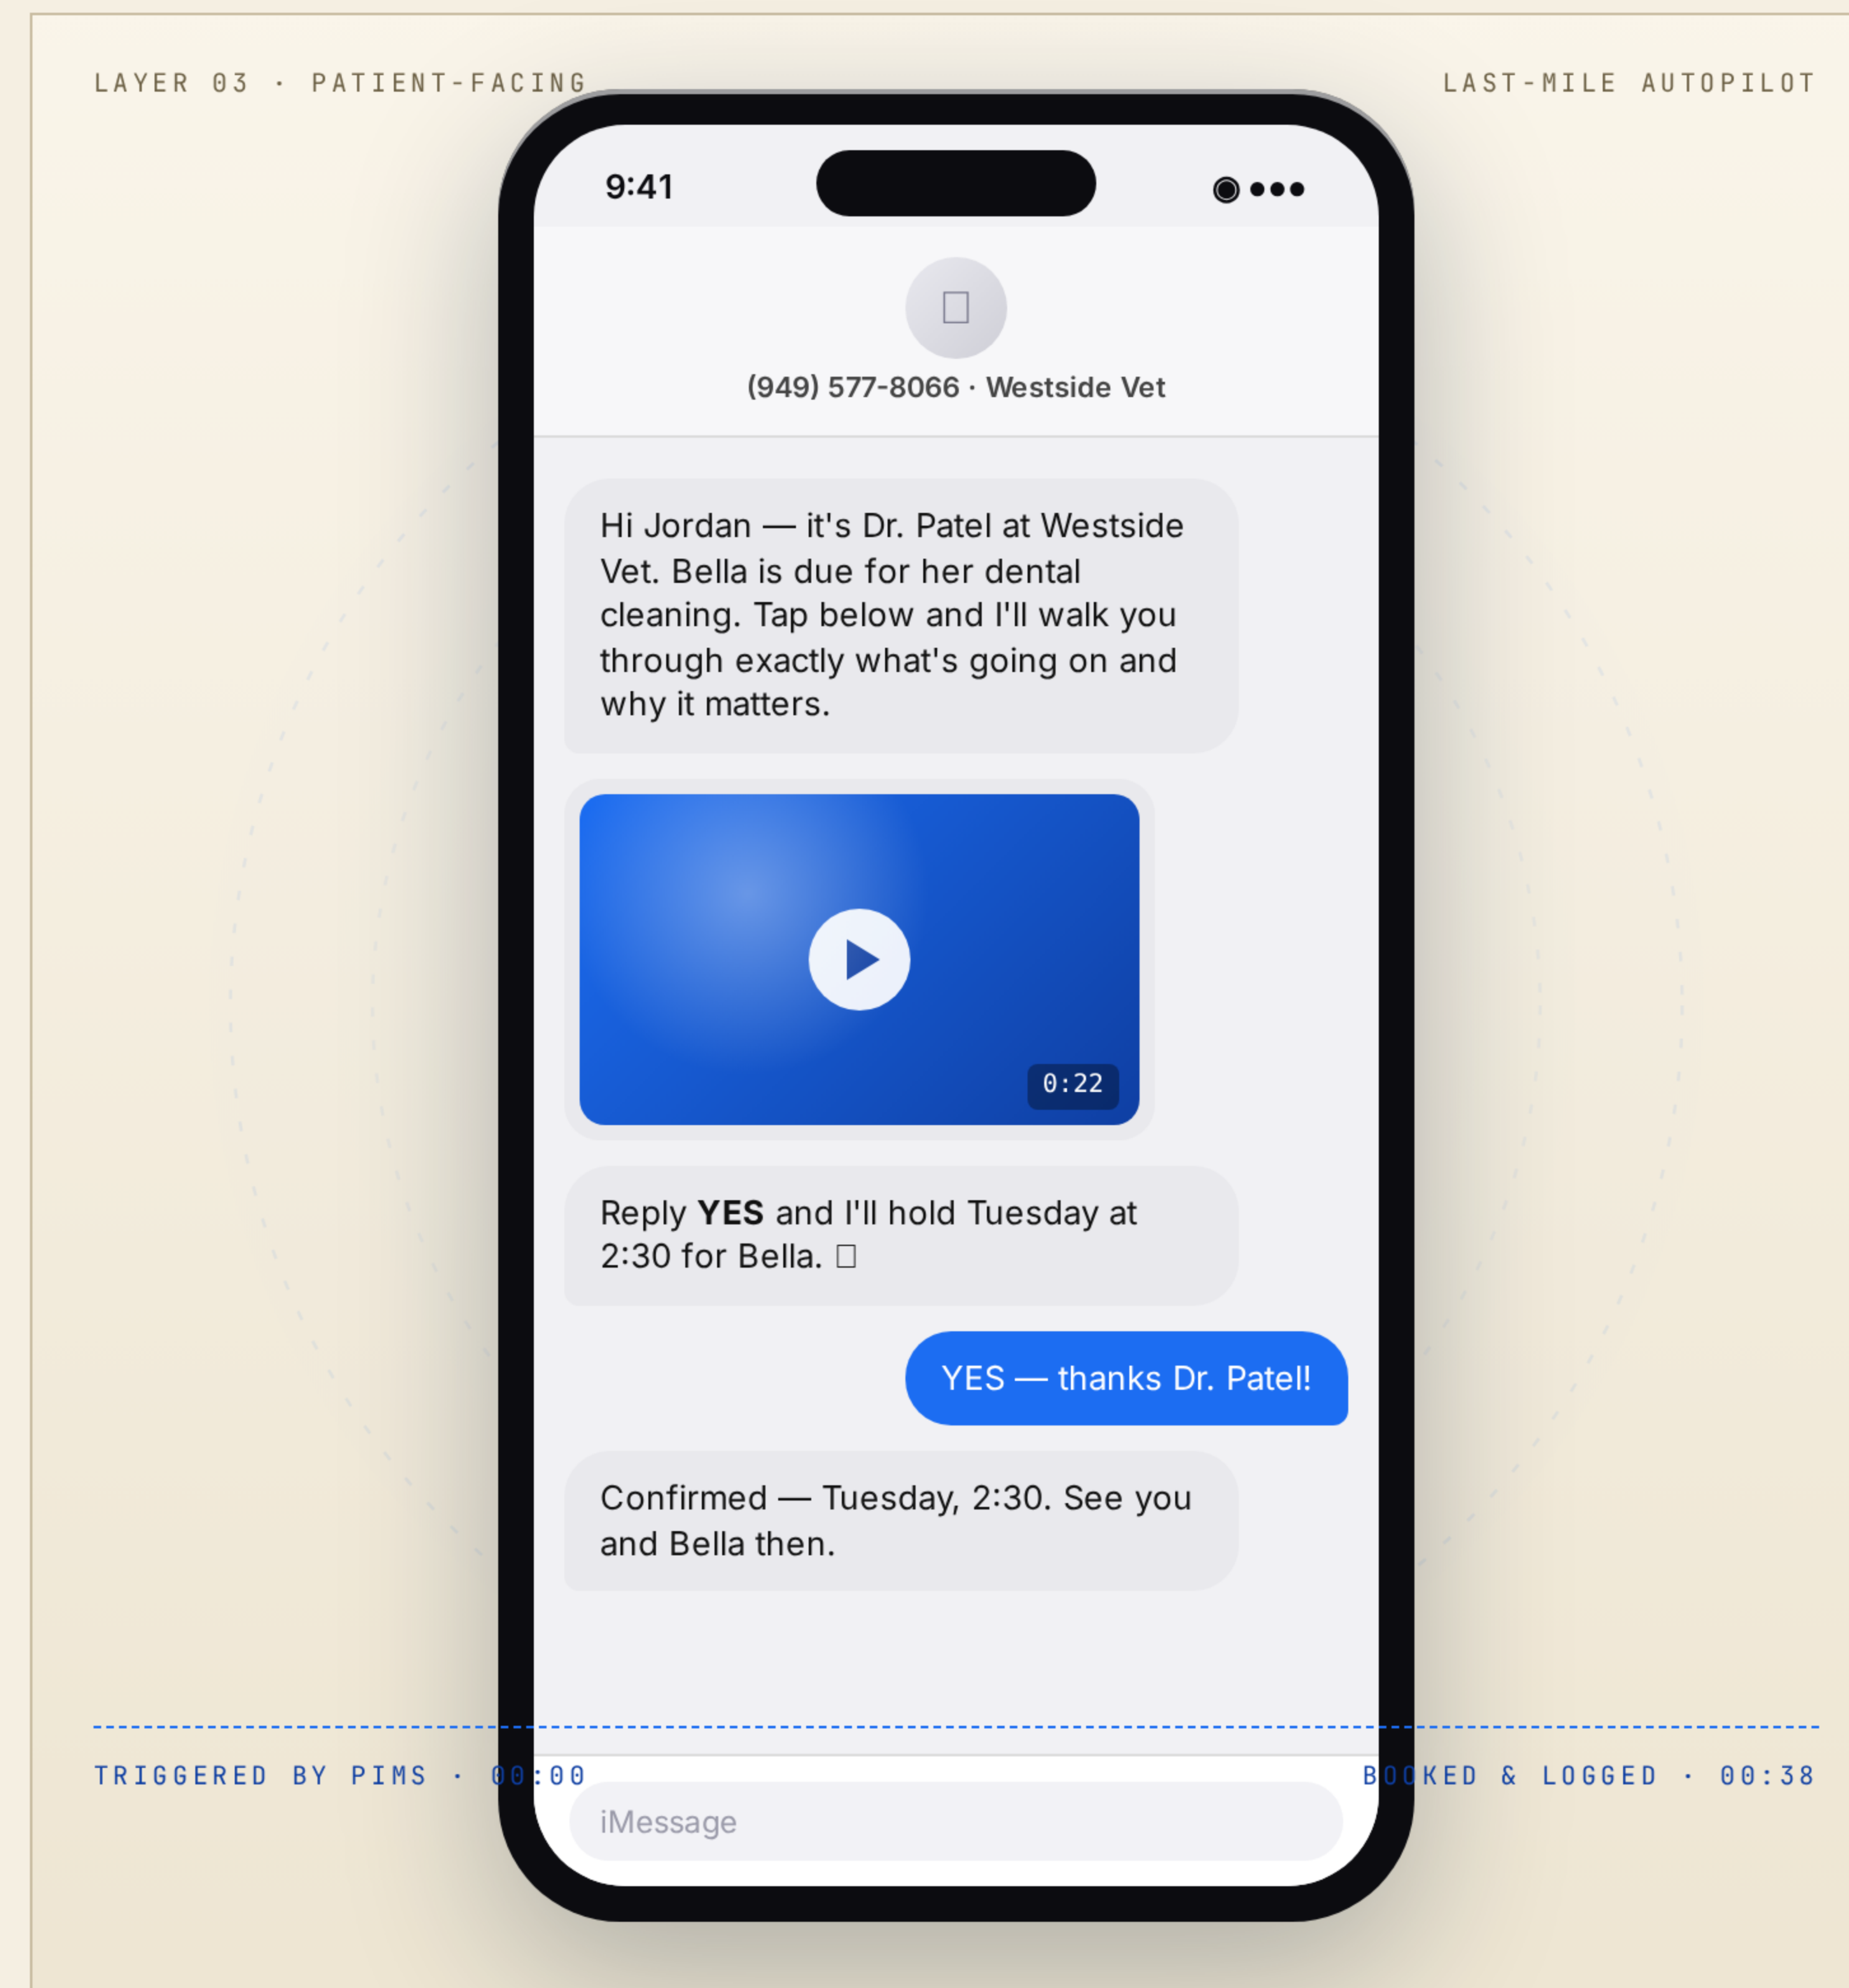 LAYER 03 · PATIENT-FACING
LAST-MILE AUTOPILOT
9:41
(949) 577-8066 · Westside Vet
Hi Jordan — it's Dr. Patel at Westside
Vet. Bella is due for her dental
cleaning. Tap below and I'll walk you
through exactly what's going on and
why it matters.
0:22
Reply YES and I'll hold Tuesday at
2:30 for Bella. 
YES — thanks Dr. Patel!
Confirmed — Tuesday, 2:30. See you
and Bella then.
TRIGGERED BY PIMS · 00:00
BOOKED & LOGGED · 00:38
iMessage